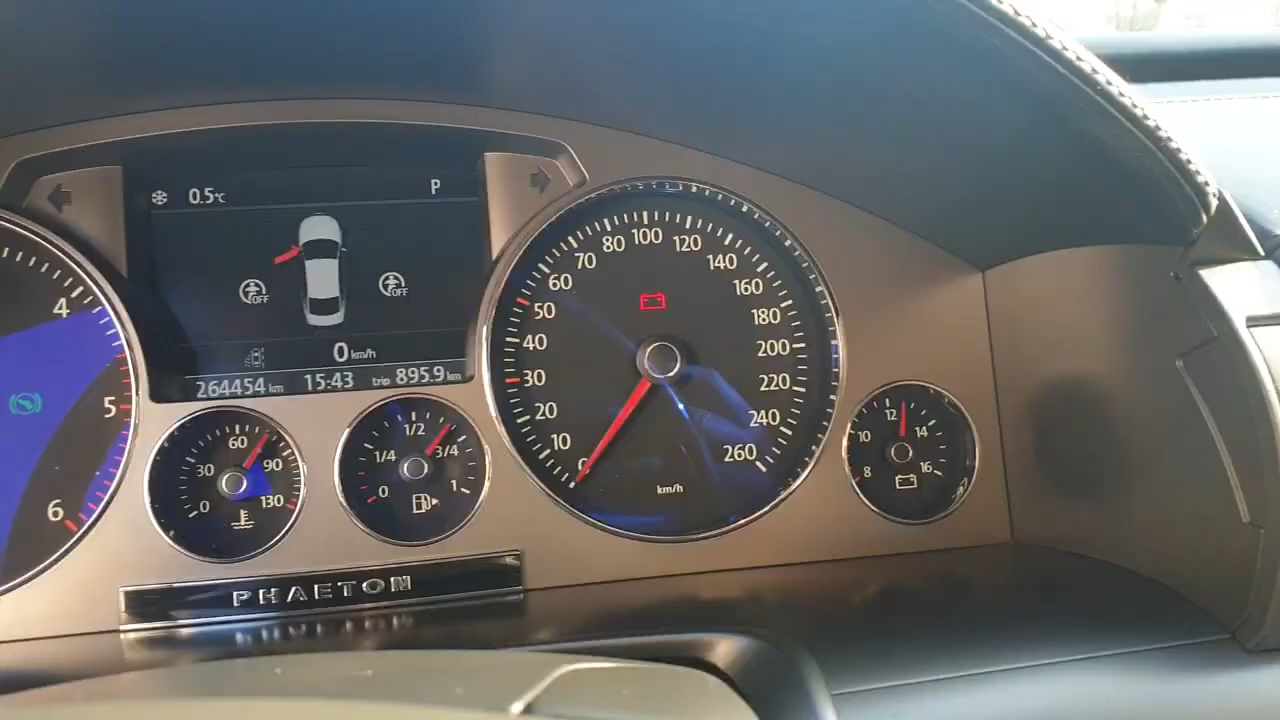 0.5°C P
OFF OFF
0 km/h
264454 km 15:43 trip 895.9 km
4
5
6
0 30 60 90 130
0 1/4 1/2 3/4 1
0 10 20 30 40 50 60 70 80 100 120 140 160 180 200 220 240 260
km/h
8 10 12 14 16
PHAETON